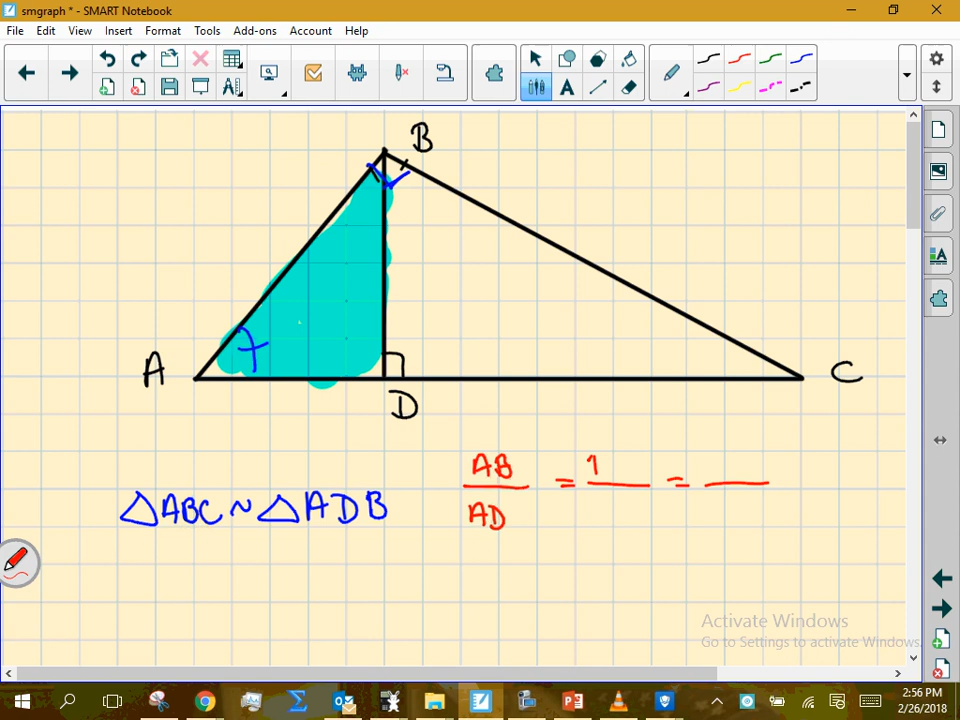 smgraph * - SMART Notebook
File Edit View Insert Format Tools Add-ons Account Help
B
A
C
D
AB = 1 =
AD
△ABC ~ △ADB
Activate Windows
Go to Settings to activate Windows.
2:56 PM
2/26/2018